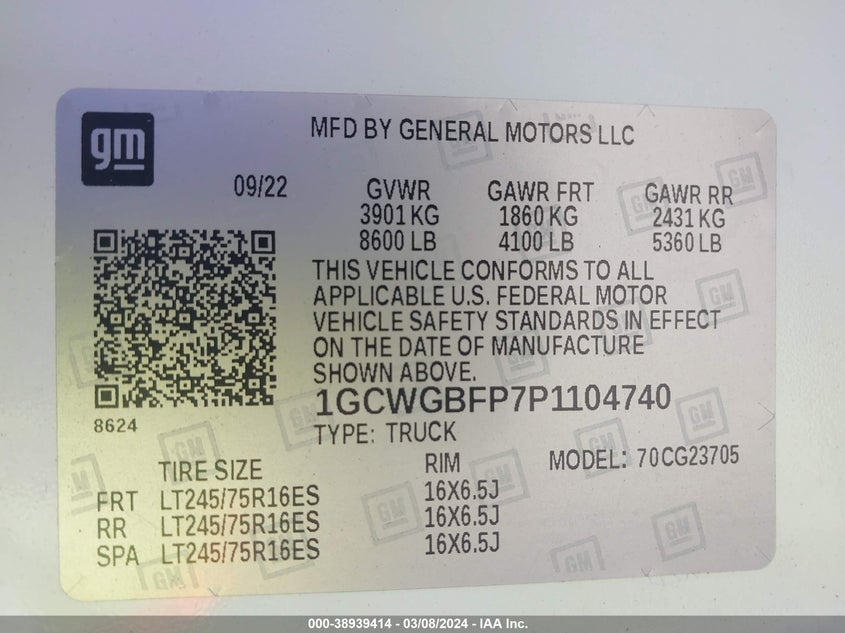 gm
MFD BY GENERAL MOTORS LLC
09/22 GVWR GAWR FRT GAWR RR
3901 KG 1860 KG 2431 KG
8600 LB 4100 LB 5360 LB
THIS VEHICLE CONFORMS TO ALL
APPLICABLE U.S. FEDERAL MOTOR
VEHICLE SAFETY STANDARDS IN EFFECT
ON THE DATE OF MANUFACTURE
SHOWN ABOVE.
1GCWGBFP7P1104740
8624
TYPE: TRUCK
TIRE SIZE RIM MODEL: 70CG23705
FRT LT245/75R16ES 16X6.5J
RR LT245/75R16ES 16X6.5J
SPA LT245/75R16ES 16X6.5J
000-38939414 - 03/08/2024 - IAA Inc.